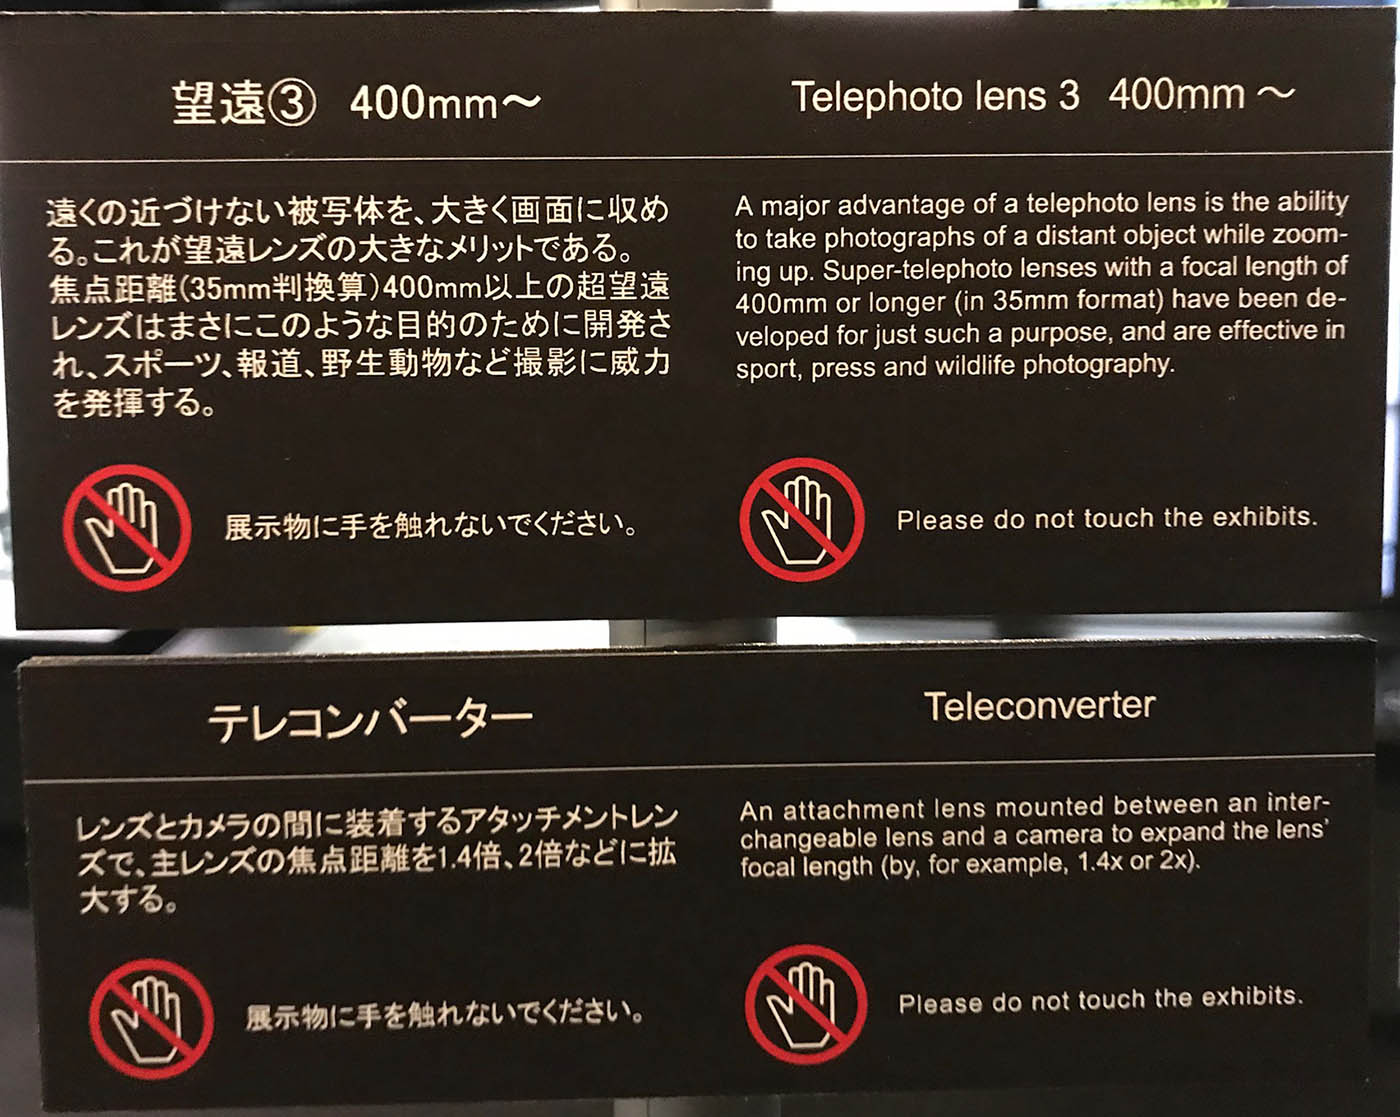 望遠③ 400mm～
遠くの近づけない被写体を、大きく画面に収め
る。これが望遠レンズの大きなメリットである。
焦点距離(35mm判換算)400mm以上の超望遠
レンズはまさにこのような目的のために開発さ
れ、スポーツ、報道、野生動物など撮影に威力
を発揮する。
展示物に手を触れないでください。
Telephoto lens 3 400mm ～
A major advantage of a telephoto lens is the ability
to take photographs of a distant object while zoom-
ing up. Super-telephoto lenses with a focal length of
400mm or longer (in 35mm format) have been de-
veloped for just such a purpose, and are effective in
sport, press and wildlife photography.
Please do not touch the exhibits.
テレコンバーター
レンズとカメラの間に装着するアタッチメントレン
ズで、主レンズの焦点距離を1.4倍、2倍などに拡
大する。
展示物に手を触れないでください。
Teleconverter
An attachment lens mounted between an inter-
changeable lens and a camera to expand the lens'
focal length (by, for example, 1.4x or 2x).
Please do not touch the exhibits.